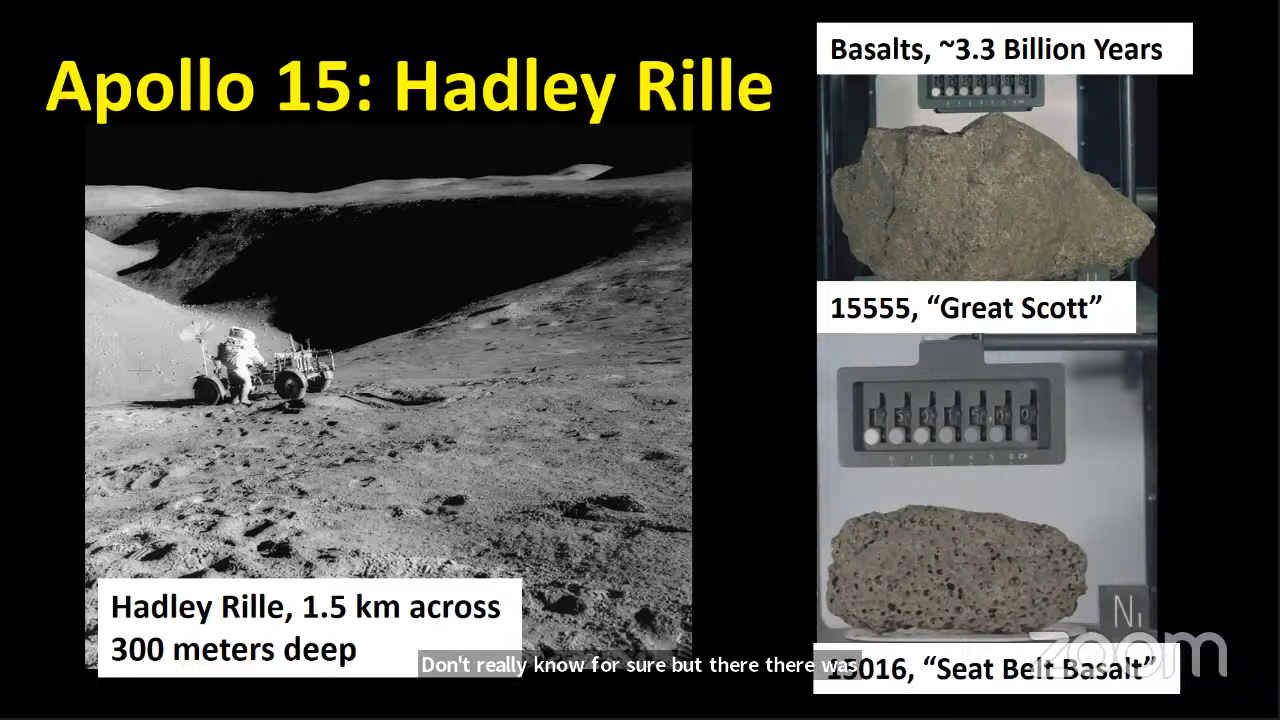 Apollo 15: Hadley Rille
Basalts, ~3.3 Billion Years
15555, “Great Scott”
Hadley Rille, 1.5 km across
300 meters deep
15016, “Seat Belt Basalt”
Don't really know for sure but there there was
N1
zoom